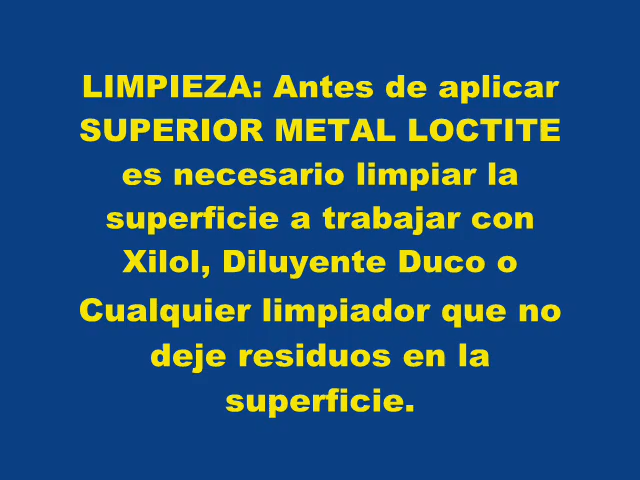 LIMPIEZA: Antes de aplicar
SUPERIOR METAL LOCTITE
es necesario limpiar la
superficie a trabajar con
Xilol, Diluyente Duco o
Cualquier limpiador que no
deje residuos en la
superficie.